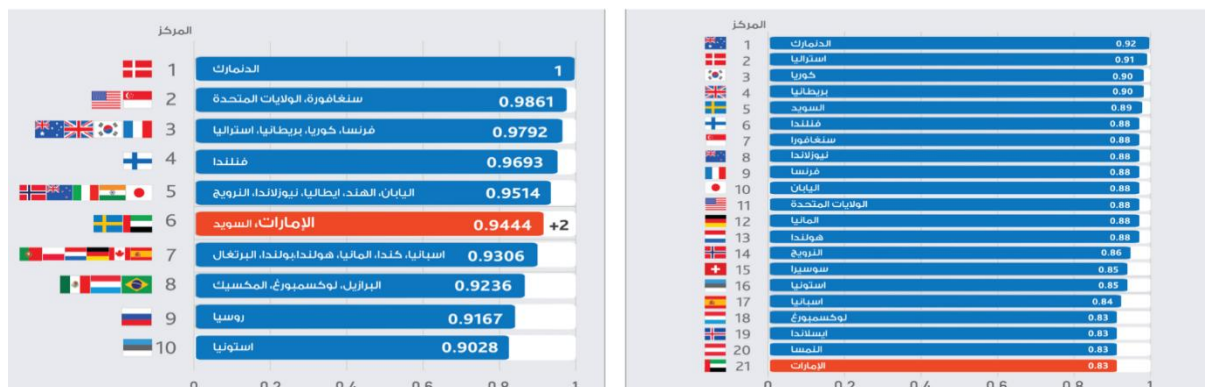 المركز
1 الدنمارك 1
2 سنغافورة، الولايات المتحدة 0.9861
3 فرنسا، كوريا، بريطانيا، استراليا 0.9792
4 فنلندا 0.9693
5 اليابان، الهند، ايطاليا، نيوزلاندا، النرويج 0.9514
6 الإمارات، السويد 0.9444 +2
7 اسبانيا، كندا، المانيا، هولندا،بولندا، البرتغال 0.9306
8 البرازيل، لوكسمبورغ، المكسيك 0.9236
9 روسيا 0.9167
10 استونيا 0.9028
0 0.2 0.4 0.6 0.8 1
المركز
1 الدنمارك 0.92
2 استراليا 0.91
3 كوريا 0.90
4 بريطانيا 0.90
5 السويد 0.89
6 فنلندا 0.88
7 سنغافورا 0.88
8 نيوزلاندا 0.88
9 فرنسا 0.88
10 اليابان 0.88
11 الولايات المتحدة 0.88
12 المانيا 0.88
13 هولندا 0.88
14 النرويج 0.86
15 سوسيرا 0.85
16 استونيا 0.85
17 اسبانيا 0.84
18 لوكسمبورغ 0.83
19 ايسلاندا 0.83
20 النمسا 0.83
21 الإمارات 0.83
0 0.2 0.4 0.6 0.8 1